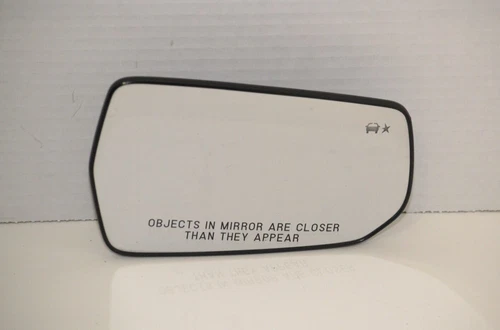 OBJECTS IN MIRROR ARE CLOSER
THAN THEY APPEAR